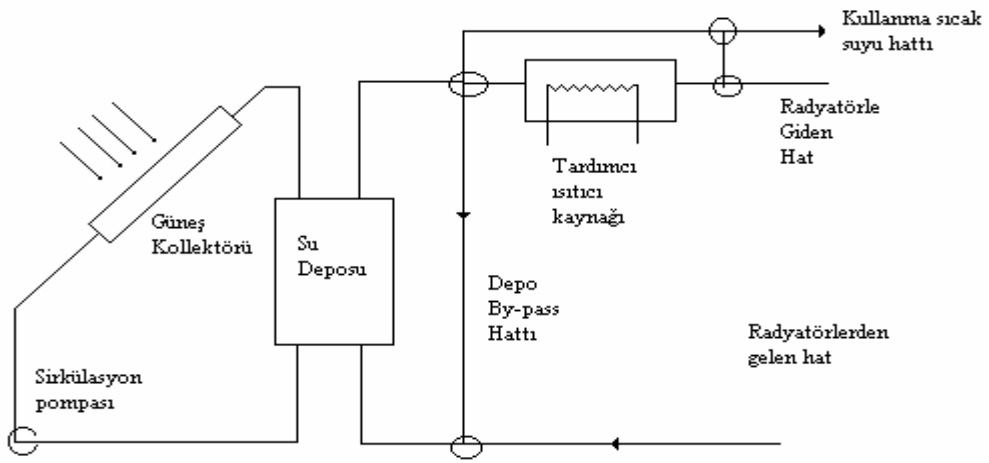 Kullanma sıcak
suyu hattı
Radyatörle
Giden
Hat
Tardımcı
ısıtıcı
kaynağı
Güneş
Kollektörü
Su
Deposu
Depo
By-pass
Hattı
Radyatörlerden
gelen hat
Sirkülasyon
pompası